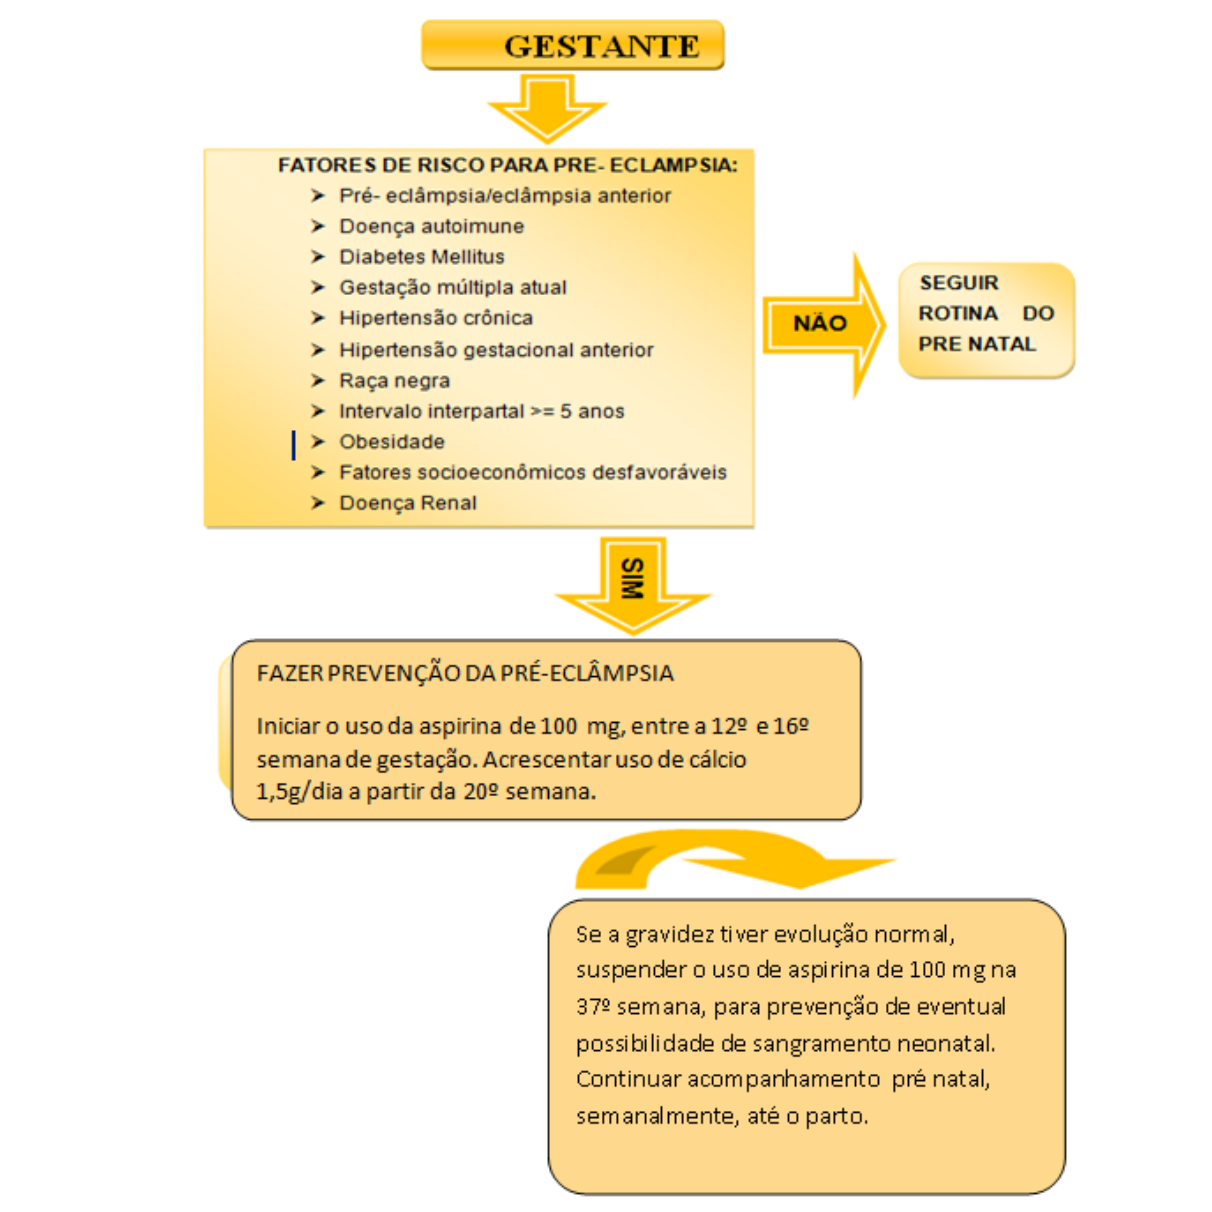 GESTANTE
FATORES DE RISCO PARA PRE- ECLAMPSIA:
➤ Pré- eclâmpsia/eclâmpsia anterior
➤ Doença autoimune
➤ Diabetes Mellitus
➤ Gestação múltipla atual
➤ Hipertensão crônica
➤ Hipertensão gestacional anterior
➤ Raça negra
➤ Intervalo interpartal >= 5 anos
➤ Obesidade
➤ Fatores socioeconômicos desfavoráveis
➤ Doença Renal
NÃO
SEGUIR
ROTINA DO
PRE NATAL
SIM
FAZER PREVENÇÃO DA PRÉ-ECLÂMPSIA
Iniciar o uso da aspirina de 100 mg, entre a 12º e 16º
semana de gestação. Acrescentar uso de cálcio
1,5g/dia a partir da 20º semana.
Se a gravidez tiver evolução normal,
suspender o uso de aspirina de 100 mg na
37º semana, para prevenção de eventual
possibilidade de sangramento neonatal.
Continuar acompanhamento pré natal,
semanalmente, até o parto.